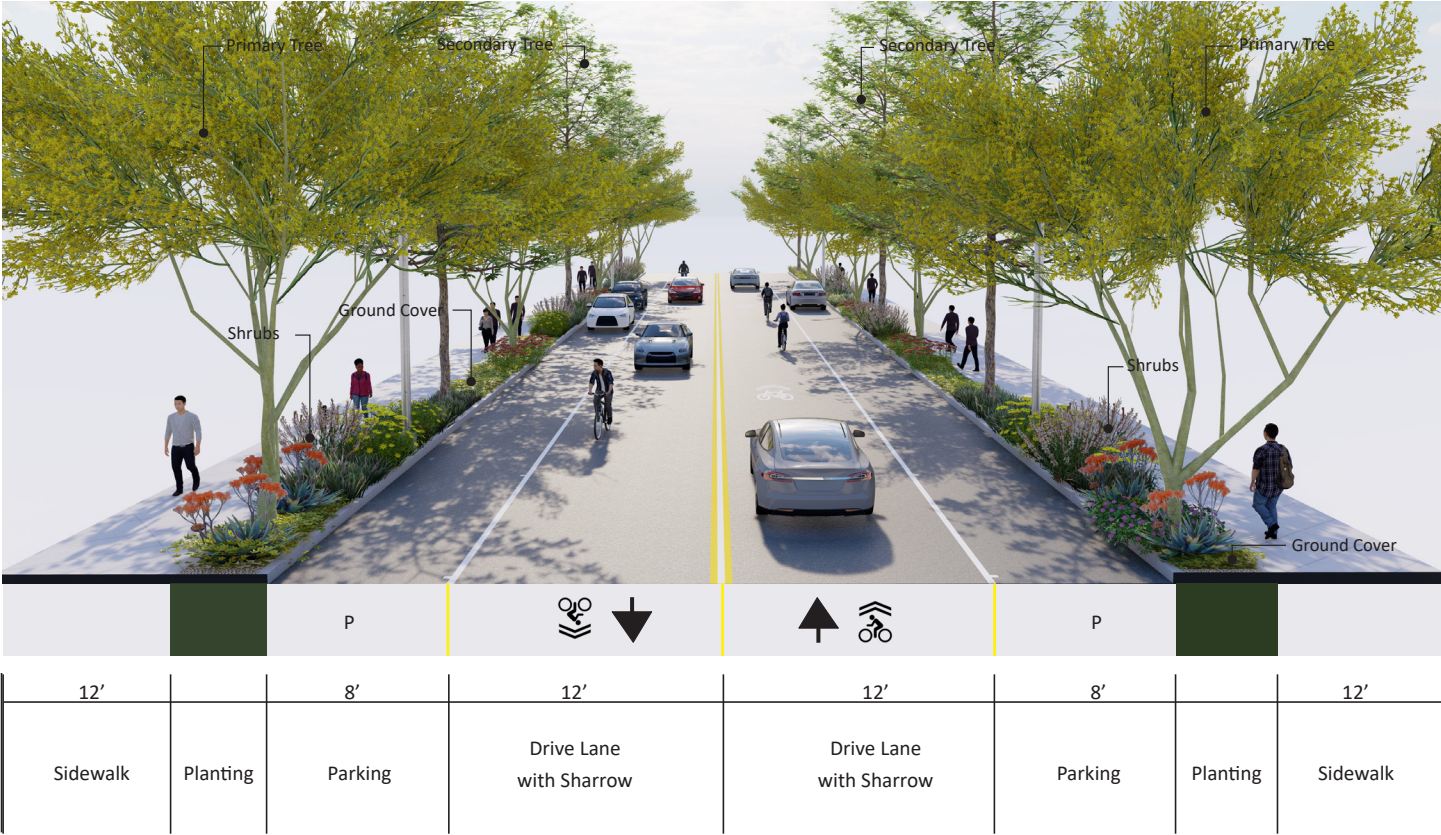 Primary Tree
Secondary Tree
Secondary Tree
Primary Tree
Ground Cover
Shrubs
Shrubs
Ground Cover
P
P
12’
8’
12’
12’
8’
12’
Sidewalk
Planting
Parking
Drive Lane
with Sharrow
Drive Lane
with Sharrow
Parking
Planting
Sidewalk